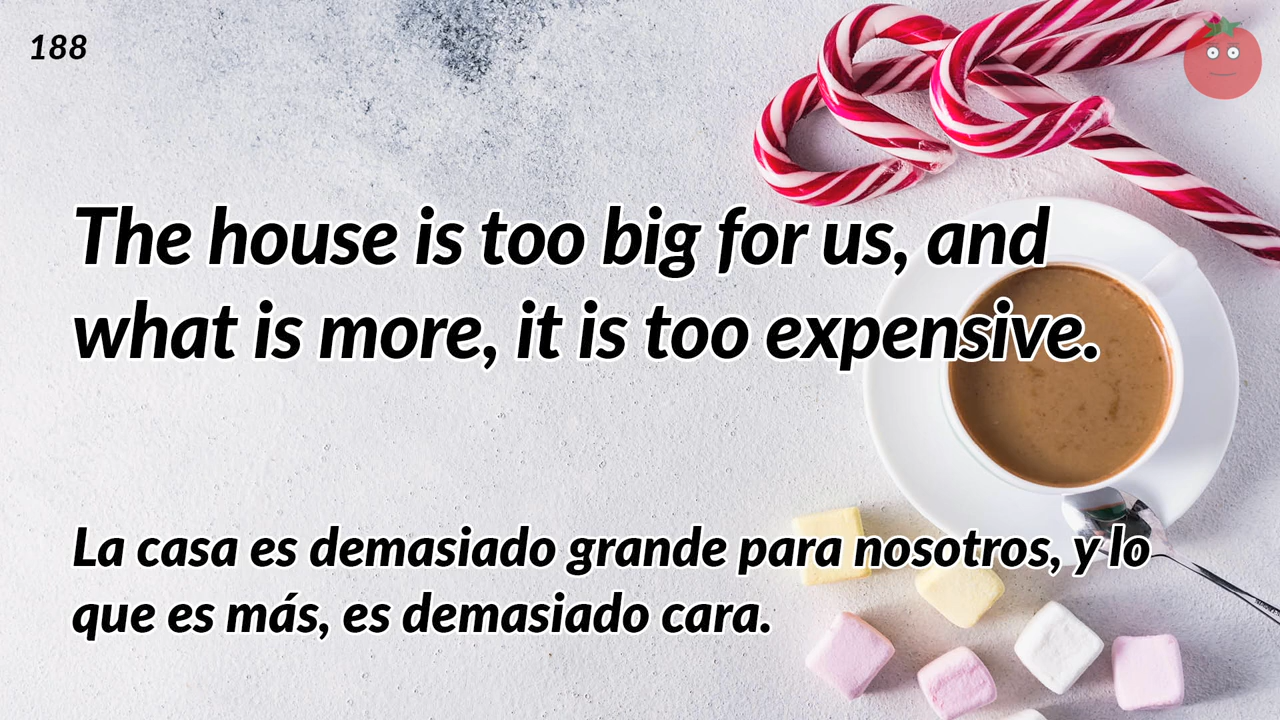 188
The house is too big for us, and
what is more, it is too expensive.
La casa es demasiado grande para nosotros, y lo
que es más, es demasiado cara.